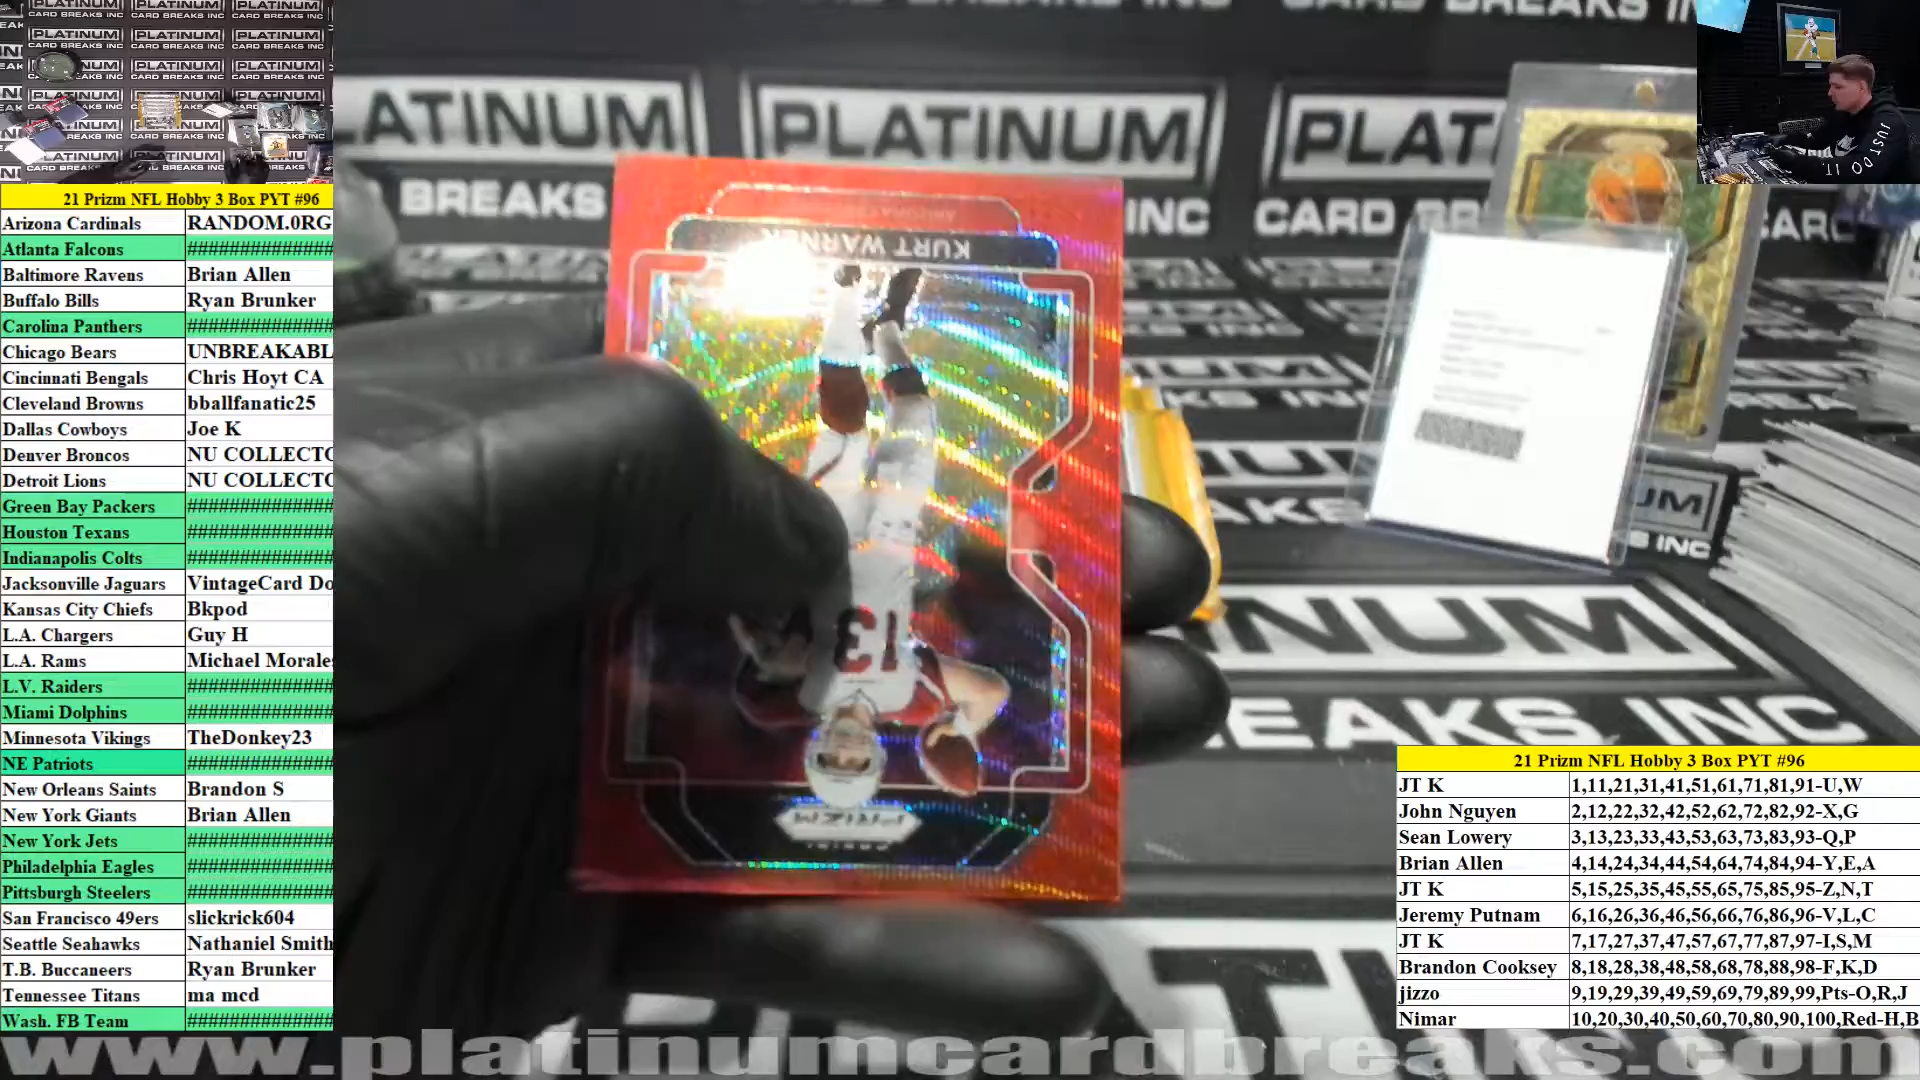 21 Prizm NFL Hobby 3 Box PYT #96
Arizona Cardinals RANDOM.0RG
Atlanta Falcons ################
Baltimore Ravens Brian Allen
Buffalo Bills Ryan Brunker
Carolina Panthers ################
Chicago Bears UNBREAKABL
Cincinnati Bengals Chris Hoyt CA
Cleveland Browns bballfanatic25
Dallas Cowboys Joe K
Denver Broncos NU COLLECTO
Detroit Lions NU COLLECTO
Green Bay Packers ################
Houston Texans ################
Indianapolis Colts ################
Jacksonville Jaguars VintageCard Do
Kansas City Chiefs Bkpod
L.A. Chargers Guy H
L.A. Rams Michael Morales
L.V. Raiders ################
Miami Dolphins ################
Minnesota Vikings TheDonkey23
NE Patriots ################
New Orleans Saints Brandon S
New York Giants Brian Allen
New York Jets ################
Philadelphia Eagles ################
Pittsburgh Steelers ################
San Francisco 49ers slickrick604
Seattle Seahawks Nathaniel Smith
T.B. Buccaneers Ryan Brunker
Tennessee Titans ma mcd
Wash. FB Team ################
PLATINUM
CARD BREAKS INC
KURT WARNER
13
PRIZM
PANINI
JUST DO IT.
21 Prizm NFL Hobby 3 Box PYT #96
JT K 1,11,21,31,41,51,61,71,81,91-U,W
John Nguyen 2,12,22,32,42,52,62,72,82,92-X,G
Sean Lowery 3,13,23,33,43,53,63,73,83,93-Q,P
Brian Allen 4,14,24,34,44,54,64,74,84,94-Y,E,A
JT K 5,15,25,35,45,55,65,75,85,95-Z,N,T
Jeremy Putnam 6,16,26,36,46,56,66,76,86,96-V,L,C
JT K 7,17,27,37,47,57,67,77,87,97-I,S,M
Brandon Cooksey 8,18,28,38,48,58,68,78,88,98-F,K,D
jizzo 9,19,29,39,49,59,69,79,89,99,Pts-O,R,J
Nimar 10,20,30,40,50,60,70,80,90,100,Red-H,B
www.platinumcardbreaks.com